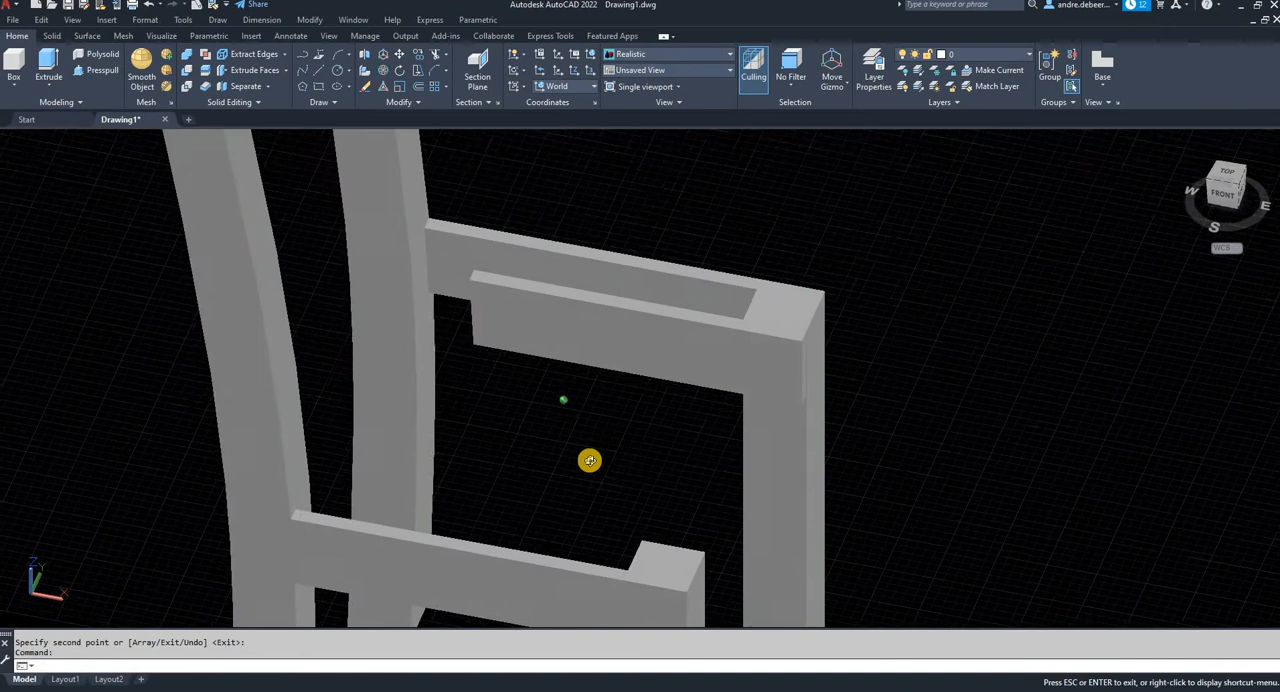 A Share Autodesk AutoCAD 2022 Drawing1.dwg Type a keyword or phrase andre.debeer... 12
File Edit View Insert Format Tools Draw Dimension Modify Window Help Express Parametric
Home Solid Surface Mesh Visualize Parametric Insert Annotate View Manage Output Add-ins Collaborate Express Tools Featured Apps
Polysolid Extract Edges Realistic 0
Box Extrude Presspull Smooth Object Extrude Faces Section Plane Unsaved View Culling No Filter Move Gizmo Layer Properties Make Current Group Base
Separate World Single viewport Match Layer
Modeling Mesh Solid Editing Draw Modify Section Coordinates View Selection Layers Groups View
Start Drawing1*
TOP
FRONT
W E
S
WCS
Z
Y
X
Specify second point or [Array/Exit/Undo] <Exit>:
Command:
Model Layout1 Layout2 +
Press ESC or ENTER to exit, or right-click to display shortcut-menu.